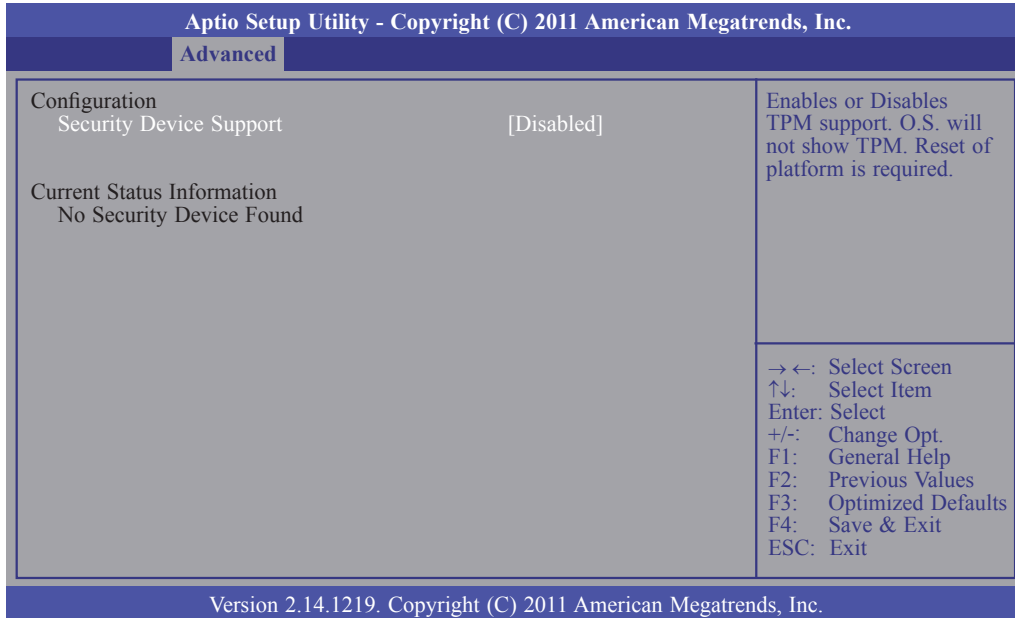 Aptio Setup Utility - Copyright (C) 2011 American Megatrends, Inc.
Advanced
Configuration
Security Device Support [Disabled]
Current Status Information
No Security Device Found
Enables or Disables
TPM support. O.S. will
not show TPM. Reset of
platform is required.
→ ←: Select Screen
↑↓: Select Item
Enter: Select
+/-: Change Opt.
F1: General Help
F2: Previous Values
F3: Optimized Defaults
F4: Save & Exit
ESC: Exit
Version 2.14.1219. Copyright (C) 2011 American Megatrends, Inc.